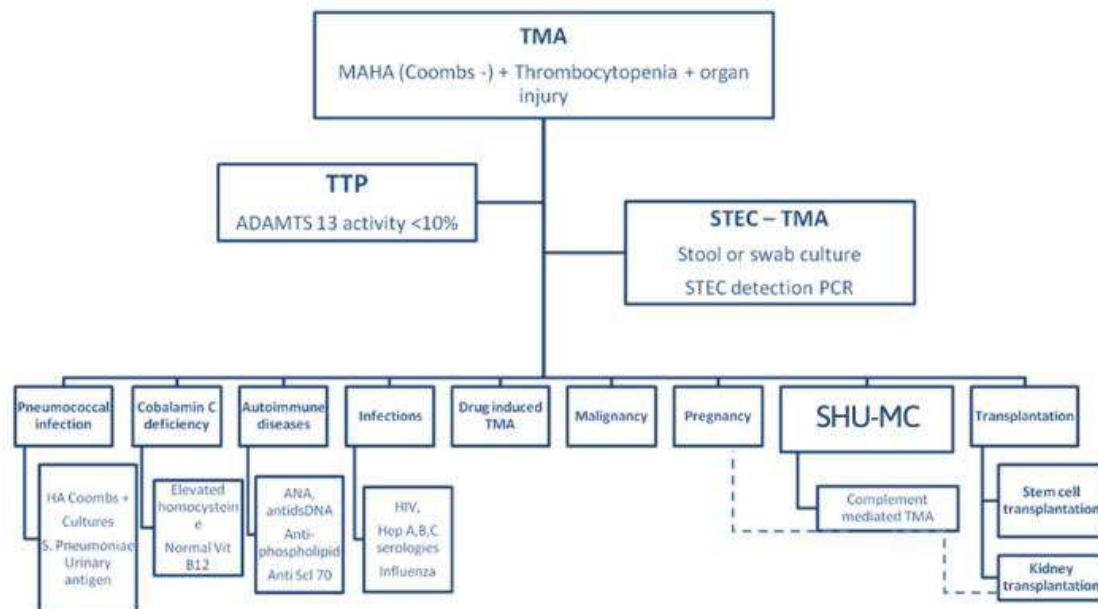 TMA
MAHA (Coombs -) + Thrombocytopenia + organ
injury
TTP
ADAMTS 13 activity <10%
STEC – TMA
Stool or swab culture
STEC detection PCR
Pneumococcal
infection
Cobalamin C
deficiency
Autoimmune
diseases
Infections
Drug induced
TMA
Malignancy
Pregnancy
SHU-MC
Transplantation
HA Coombs +
Cultures
S. Pneumoniae
Urinary
antigen
Elevated
homocystein
e
Normal Vit
B12
ANA,
antidsDNA
Anti-
phospholipid
Anti Scl 70
HIV,
Hep A,B,C
serologies
Influenza
Complement
mediated TMA
Stem cell
transplantation
Kidney
transplantation